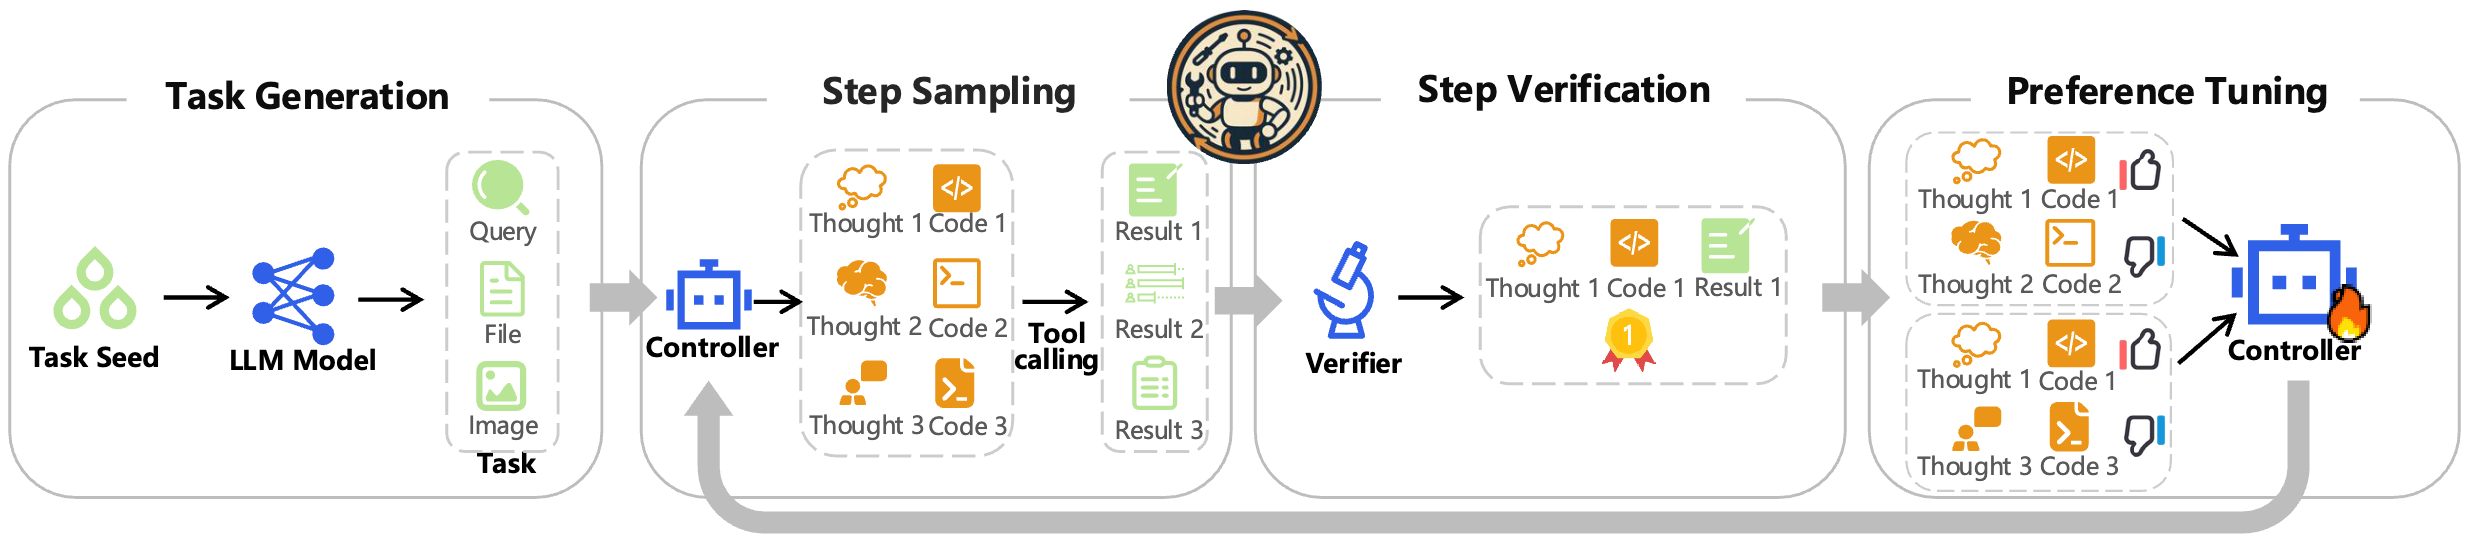 Task Generation
Task Seed
LLM Model
Query
File
Image
Task
Step Sampling
Controller
Thought 1 Code 1
Thought 2 Code 2
Thought 3 Code 3
Tool
calling
Result 1
Result 2
Result 3
Step Verification
Verifier
Thought 1 Code 1 Result 1
1
Preference Tuning
Thought 1 Code 1
Thought 2 Code 2
Thought 1 Code 1
Thought 3 Code 3
Controller